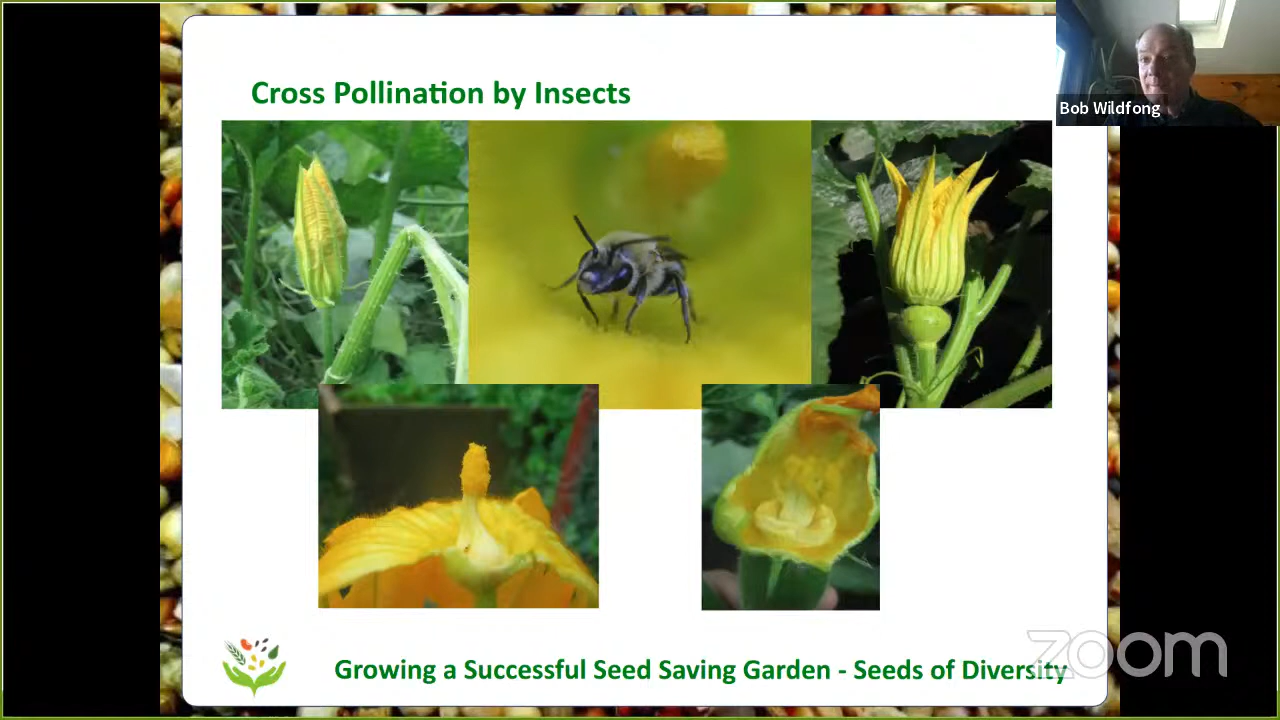 Cross Pollination by Insects
Bob Wildfong
Growing a Successful Seed Saving Garden - Seeds of Diversity
zoom